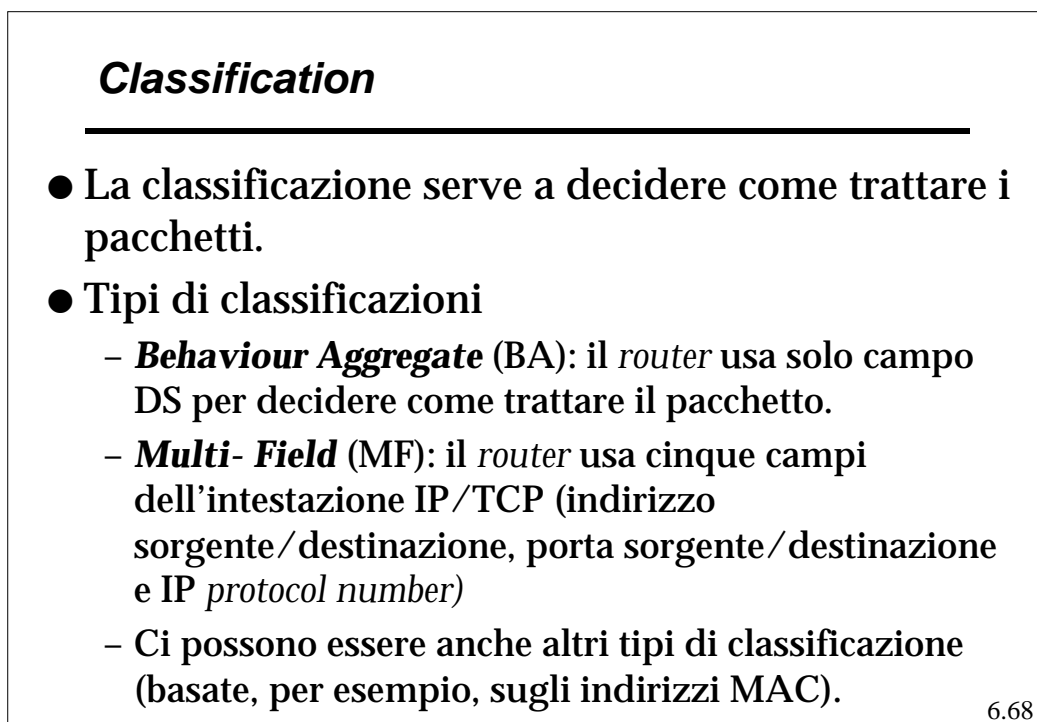 Classification
● La classificazione serve a decidere come trattare i
pacchetti.
● Tipi di classificazioni
– Behaviour Aggregate (BA): il router usa solo campo
DS per decidere come trattare il pacchetto.
– Multi- Field (MF): il router usa cinque campi
dell'intestazione IP/TCP (indirizzo
sorgente/destinazione, porta sorgente/destinazione
e IP protocol number)
– Ci possono essere anche altri tipi di classificazione
(basate, per esempio, sugli indirizzi MAC).
6.68